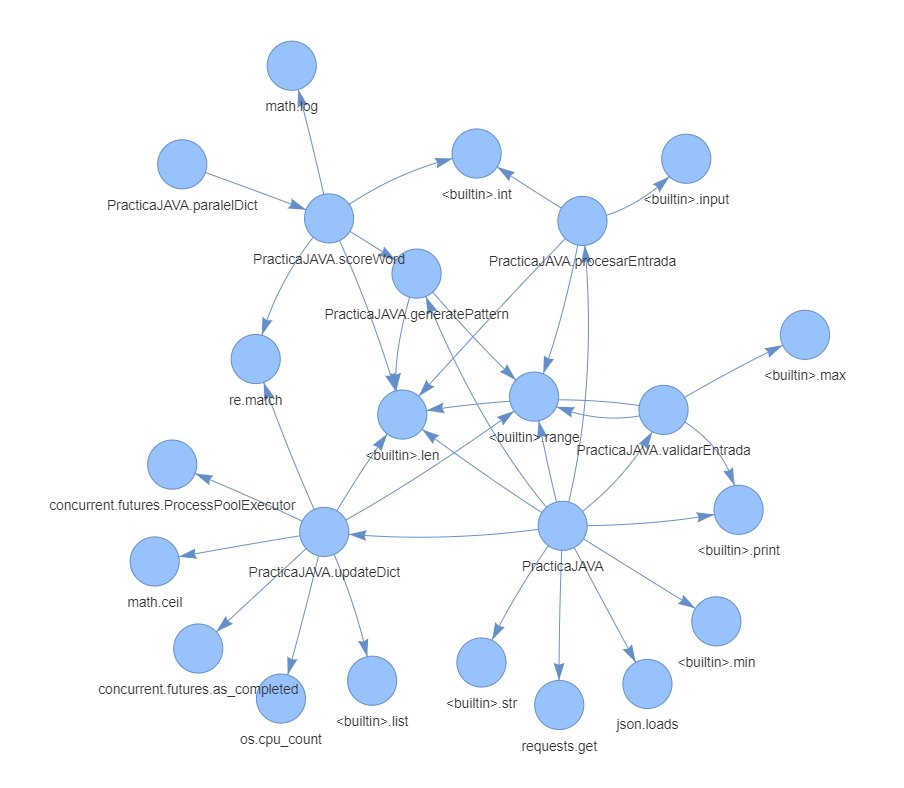 math.log
PracticaJAVA.paralelDict
<builtin>.int
<builtin>.input
PracticaJAVA.scoreWord
PracticaJAVA.procesarEntrada
PracticaJAVA.generatePattern
<builtin>.max
re.match
<builtin>.range
PracticaJAVA.validarEntrada
<builtin>.len
concurrent.futures.ProcessPoolExecutor
<builtin>.print
PracticaJAVA
PracticaJAVA.updateDict
math.ceil
<builtin>.min
concurrent.futures.as_completed
<builtin>.str
<builtin>.list
json.loads
os.cpu_count
requests.get